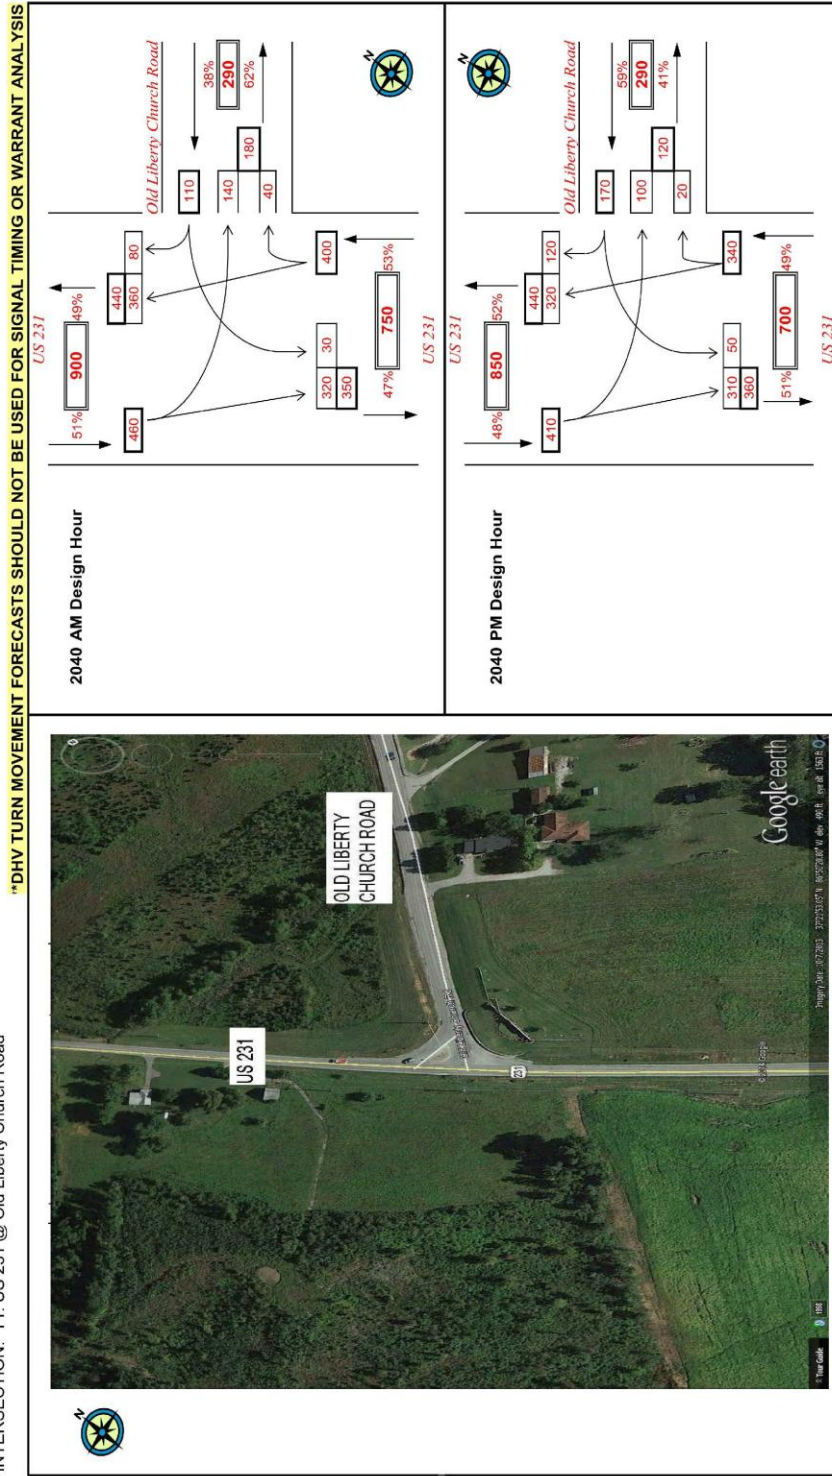 "*DHV TURN MOVEMENT FORECASTS SHOULD NOT BE USED FOR SIGNAL TIMING OR WARRANT ANALYSIS
US 231 @ Old Liberty Church Road
N
US 231
OLD LIBERTY
CHURCH ROAD
231
Tour Guide
1998
Google earth
2040 AM Design Hour
US 231
51%
900
49%
460
440
360
80
Old Liberty Church Road
110
38%
290
62%
140
180
40
320
30
350
400
47%
750
53%
US 231
N
2040 PM Design Hour
US 231
48%
850
52%
410
440
320
120
Old Liberty Church Road
170
59%
290
41%
100
120
20
310
50
360
340
51%
700
49%
US 231
N